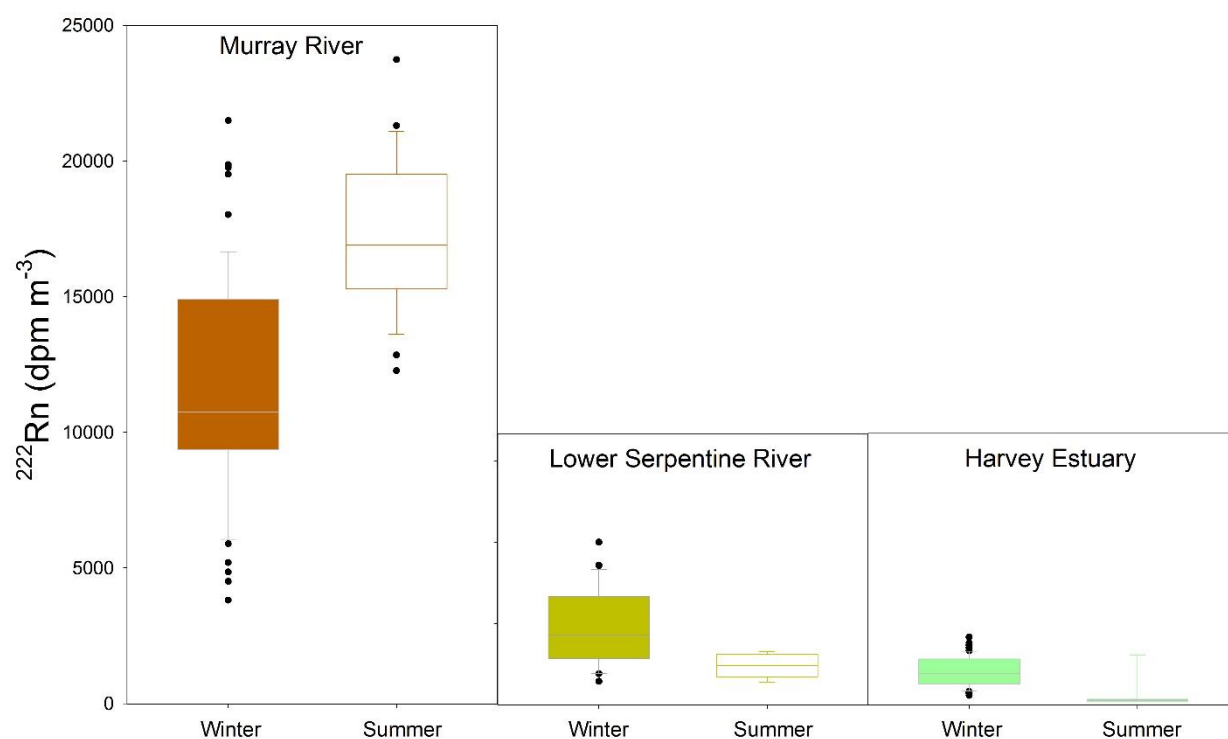 ²²²Rn (dpm m⁻³)
25000
20000
15000
10000
5000
0
Murray River
Lower Serpentine River
Harvey Estuary
Winter
Summer
Winter
Summer
Winter
Summer